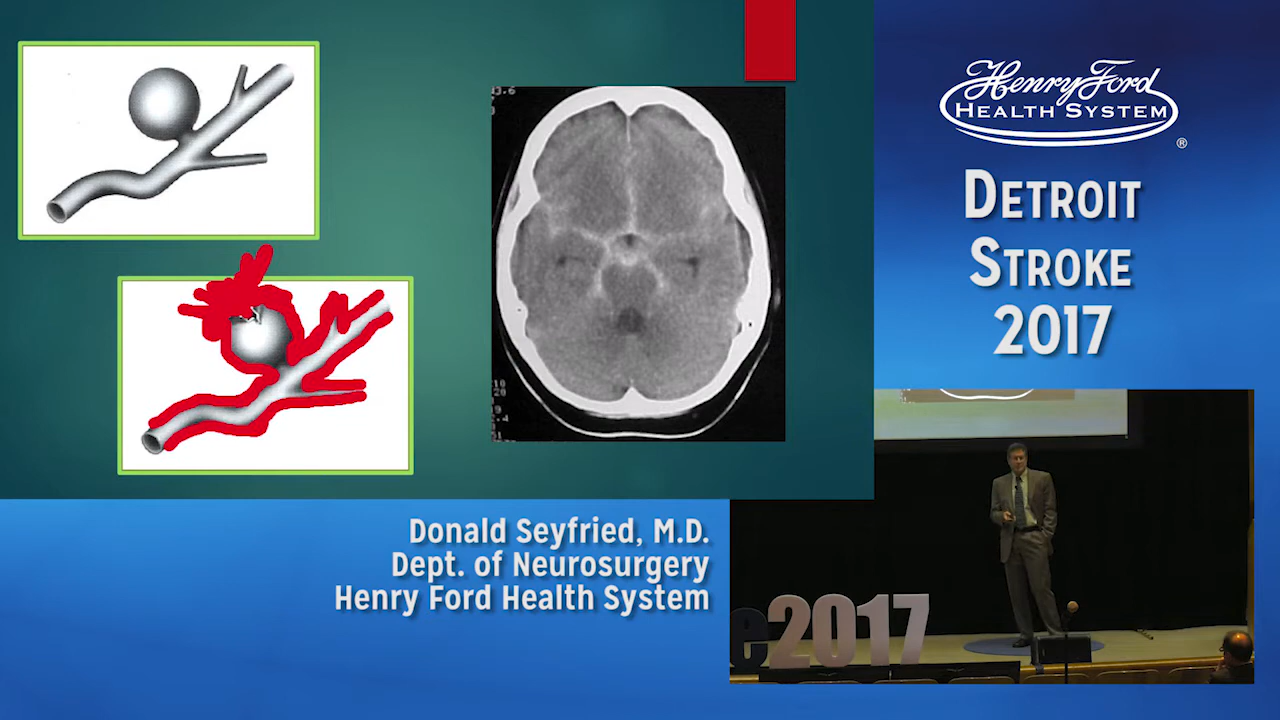 Henry Ford
HEALTH SYSTEM
®
DETROIT
STROKE
2017
Donald Seyfried, M.D.
Dept. of Neurosurgery
Henry Ford Health System
e2017